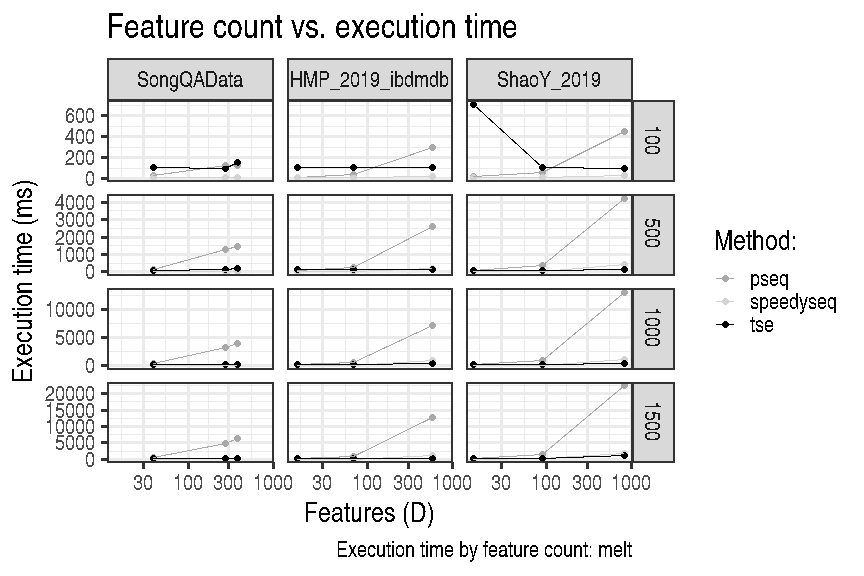 Feature count vs. execution time
SongQAData HMP_2019_ibdmdb ShaoY_2019
600
400
200
0
100
4000
3000
2000
1000
0
500
10000
5000
0
1000
20000
15000
10000
5000
0
1500
Execution time (ms)
30 100 300 1000 30 100 300 1000 30 100 300 1000
Features (D)
Execution time by feature count: melt
Method:
pseq
speedyseq
tse